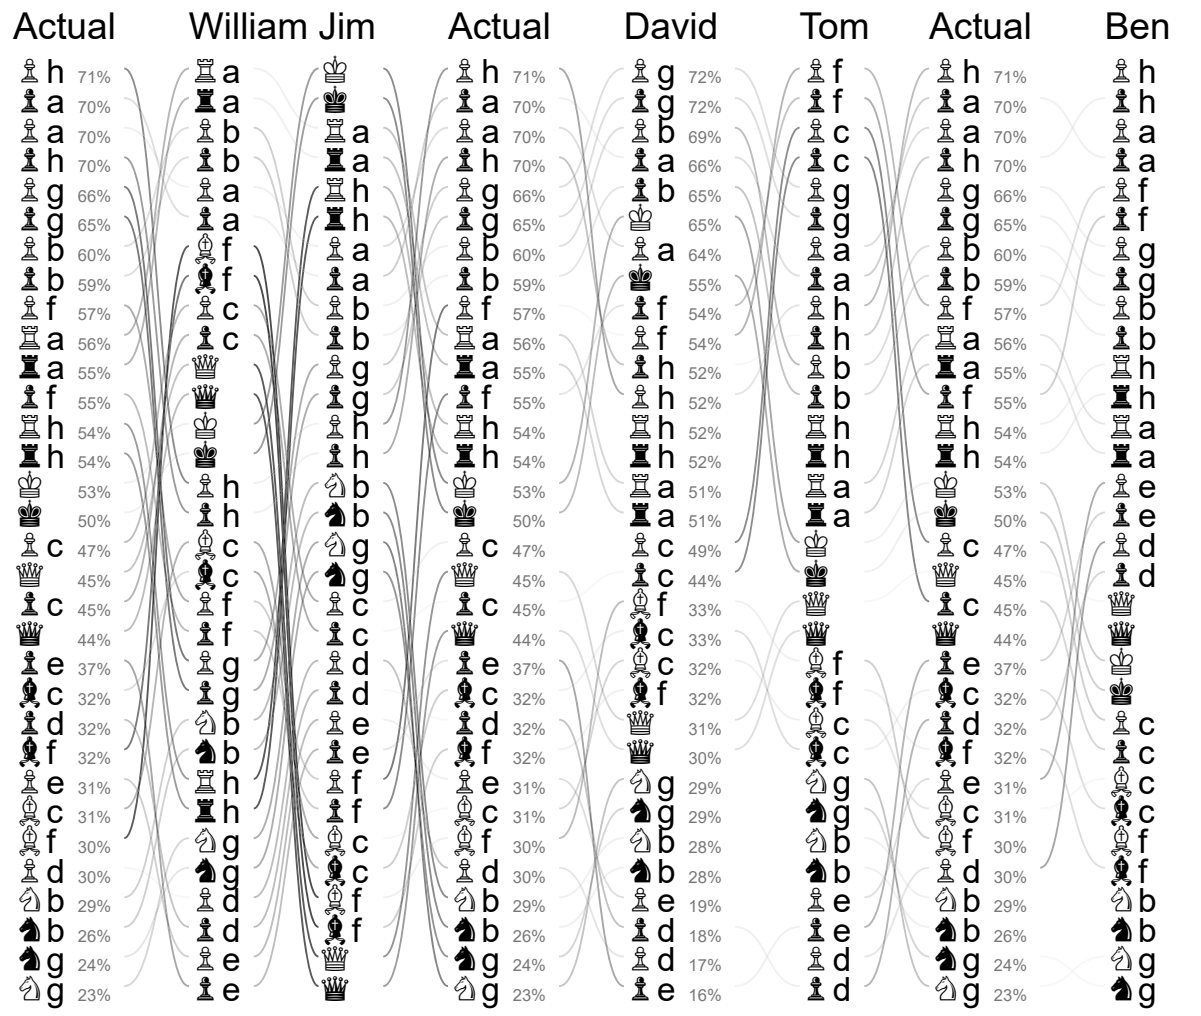 Actual William Jim Actual David Tom Actual Ben
♙ h 71% ♖ a ♔ ♙ h 71% ♙ g 72% ♙ f ♙ h 71% ♙ h
♟ a 70% ♜ a ♚ ♟ a 70% ♟ g 72% ♟ f ♟ a 70% ♟ h
♙ a 70% ♙ b ♖ a ♙ a 70% ♙ b 69% ♙ c ♙ a 70% ♙ a
♟ h 70% ♟ b ♜ a ♟ h 70% ♟ a 66% ♟ c ♟ h 70% ♟ a
♙ g 66% ♙ a ♖ h ♙ g 66% ♟ b 65% ♙ g ♙ g 66% ♙ f
♟ g 65% ♟ a ♜ h ♟ g 65% ♔ 65% ♟ g ♟ g 65% ♟ f
♙ b 60% ♗ f ♙ a ♙ b 60% ♙ a 64% ♙ a ♙ b 60% ♙ g
♟ b 59% ♝ f ♟ a ♟ b 59% ♚ 55% ♟ a ♟ b 59% ♟ g
♙ f 57% ♙ c ♙ b ♙ f 57% ♟ f 54% ♙ h ♙ f 57% ♙ b
♖ a 56% ♟ c ♟ b ♖ a 56% ♙ f 54% ♟ h ♖ a 56% ♟ b
♜ a 55% ♕ ♙ g ♜ a 55% ♟ h 52% ♙ b ♜ a 55% ♖ h
♟ f 55% ♛ ♟ g ♟ f 55% ♙ h 52% ♟ b ♟ f 55% ♜ h
♖ h 54% ♔ ♙ h ♖ h 54% ♖ h 52% ♖ h ♖ h 54% ♖ a
♜ h 54% ♚ ♟ h ♜ h 54% ♜ h 52% ♜ h ♜ h 54% ♜ a
♔ 53% ♙ h ♘ b ♔ 53% ♖ a 51% ♖ a ♔ 53% ♙ e
♚ 50% ♟ h ♞ b ♚ 50% ♜ a 51% ♜ a ♚ 50% ♟ e
♙ c 47% ♗ c ♘ g ♙ c 47% ♙ c 49% ♔ ♙ c 47% ♙ d
♕ 45% ♝ c ♞ g ♕ 45% ♟ c 44% ♚ ♕ 45% ♟ d
♟ c 45% ♙ f ♙ c ♟ c 45% ♗ f 33% ♕ ♟ c 45% ♕
♛ 44% ♟ f ♟ c ♛ 44% ♝ c 33% ♛ ♛ 44% ♛
♟ e 37% ♙ g ♙ d ♟ e 37% ♗ c 32% ♗ f ♟ e 37% ♔
♝ c 32% ♟ g ♟ d ♝ c 32% ♝ f 32% ♝ f ♝ c 32% ♚
♟ d 32% ♘ b ♙ e ♟ d 32% ♕ 31% ♗ c ♟ d 32% ♙ c
♝ f 32% ♞ b ♟ e ♝ f 32% ♛ 30% ♝ c ♝ f 32% ♟ c
♙ e 31% ♖ h ♙ f ♙ e 31% ♘ g 29% ♘ g ♙ e 31% ♗ c
♗ c 31% ♜ h ♟ f ♗ c 31% ♞ g 29% ♞ g ♗ c 31% ♝ c
♗ f 30% ♘ g ♗ c ♗ f 30% ♘ b 28% ♘ b ♗ f 30% ♗ f
♙ d 30% ♞ g ♝ c ♙ d 30% ♞ b 28% ♞ b ♙ d 30% ♝ f
♘ b 29% ♙ d ♗ f ♘ b 29% ♙ e 19% ♙ e ♘ b 29% ♘ b
♞ b 26% ♟ d ♝ f ♞ b 26% ♟ d 18% ♟ e ♞ b 26% ♞ b
♞ g 24% ♙ e ♕ ♞ g 24% ♙ d 17% ♙ d ♞ g 24% ♘ g
♘ g 23% ♟ e ♛ ♘ g 23% ♟ e 16% ♟ d ♘ g 23% ♞ g